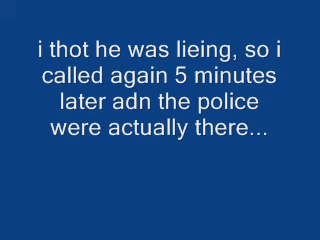 i thot he was lieing, so i
called again 5 minutes
later adn the police
were actually there...